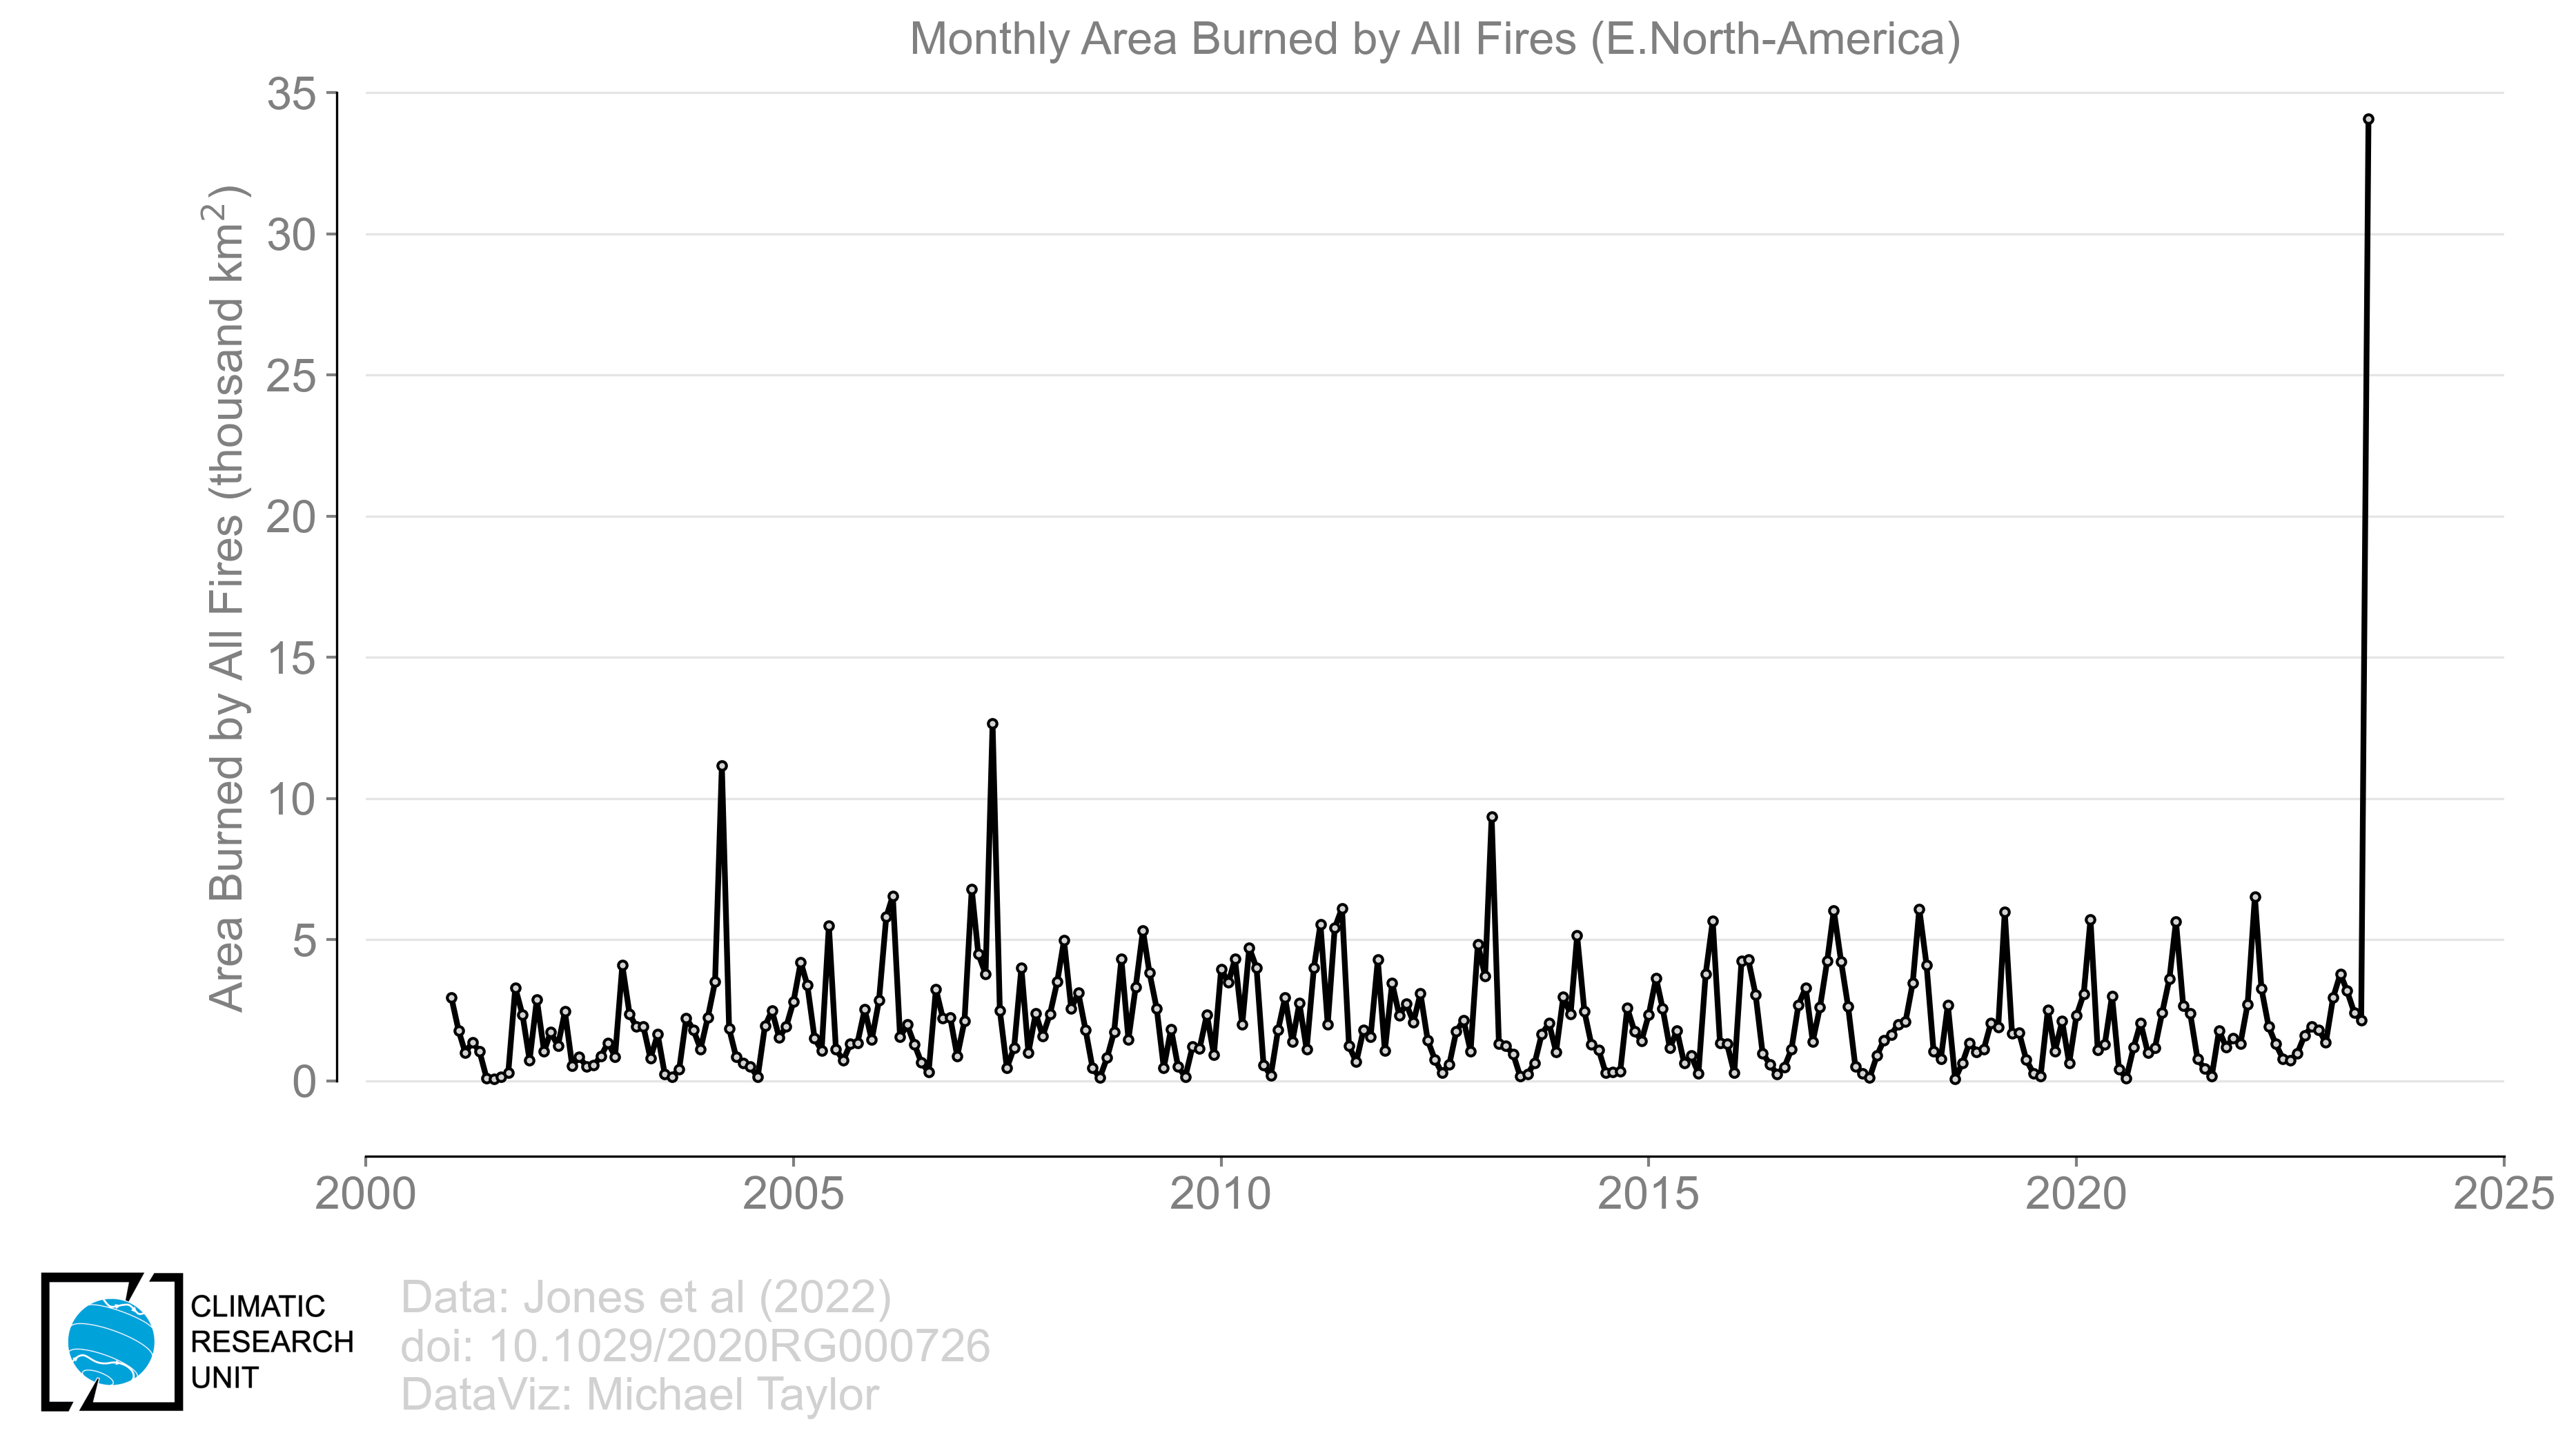 Monthly Area Burned by All Fires (E.North-America)
Area Burned by All Fires (thousand km²)
35
30
25
20
15
10
5
0
2000
2005
2010
2015
2020
2025
CLIMATIC
RESEARCH
UNIT
Data: Jones et al (2022)
doi: 10.1029/2020RG000726
DataViz: Michael Taylor